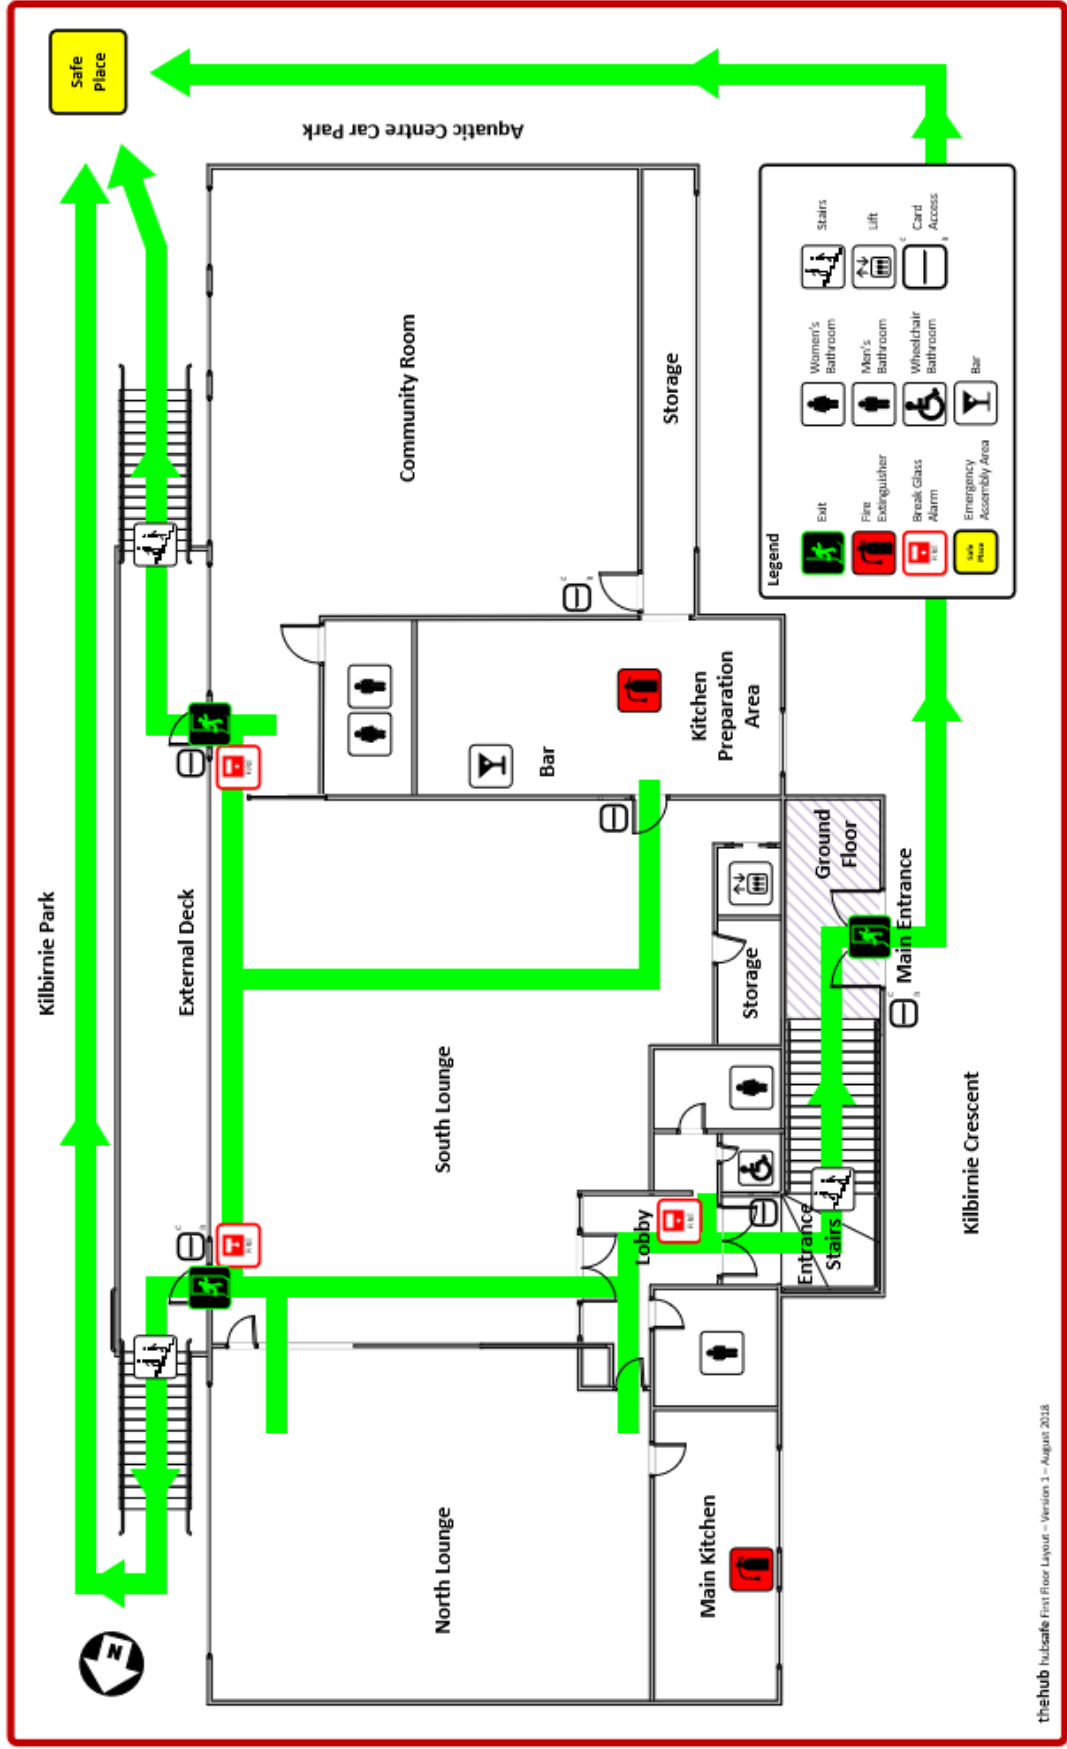 Safe
Place
Aquatic Centre Car Park
Kilbirnie Park
External Deck
Community Room
Storage
Kitchen
Preparation
Area
Bar
South Lounge
Storage
Ground
Floor
Main Entrance
Lobby
Entrance
Stairs
Kilbirnie Crescent
North Lounge
Main Kitchen
N
Legend
Exit
Fire
Extinguisher
Break Glass
Alarm
Safe
Place
Emergency
Assembly Area
Women's
Bathroom
Men's
Bathroom
Wheelchair
Bathroom
Bar
Stairs
Lift
Card
Access
thehub hubsafe First Floor Layout – Version 1 – August 2018